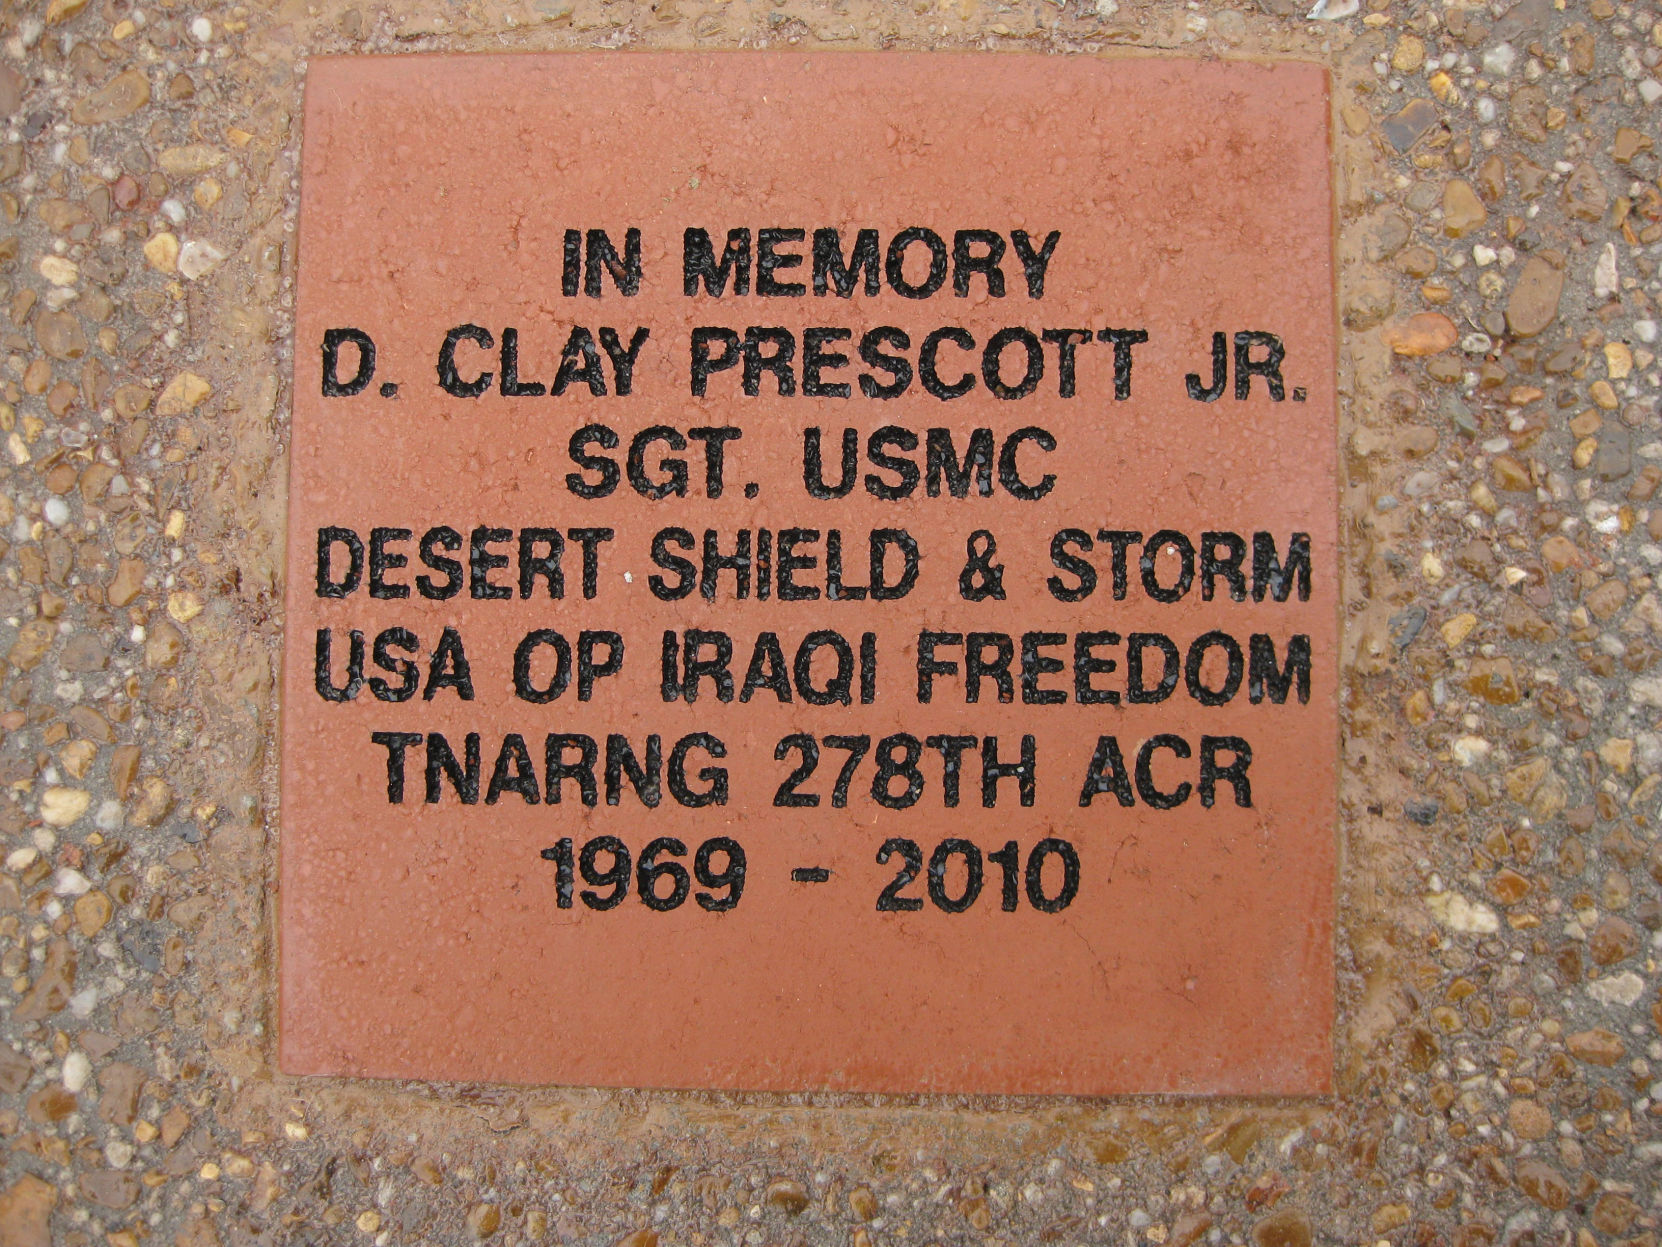 IN MEMORY
D. CLAY PRESCOTT JR.
SGT. USMC
DESERT SHIELD & STORM
USA OP IRAQI FREEDOM
TNARNG 278TH ACR
1969 - 2010